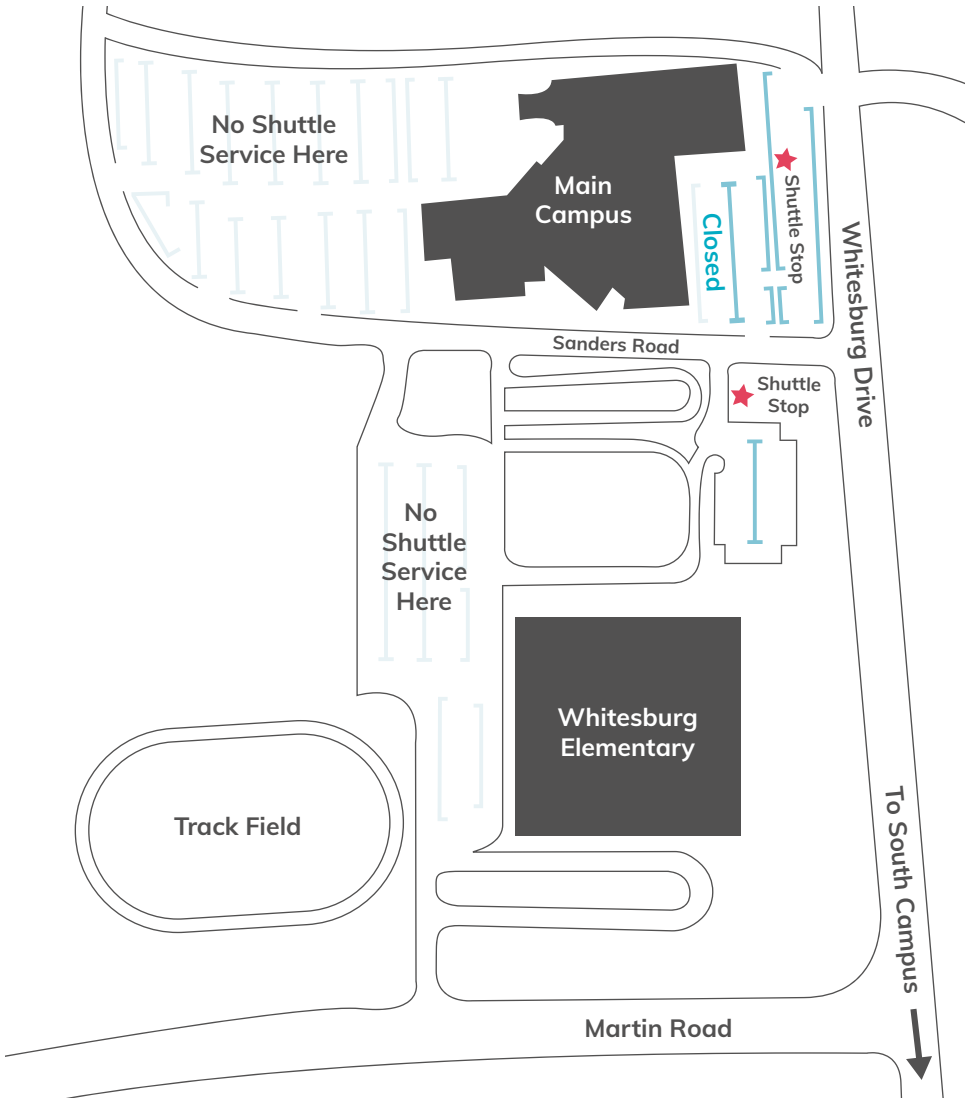 No Shuttle
Service Here
Main
Campus
Closed
Shuttle Stop
Whitesburg Drive
Sanders Road
Shuttle
Stop
No
Shuttle
Service
Here
Whitesburg
Elementary
Track Field
To South Campus
Martin Road